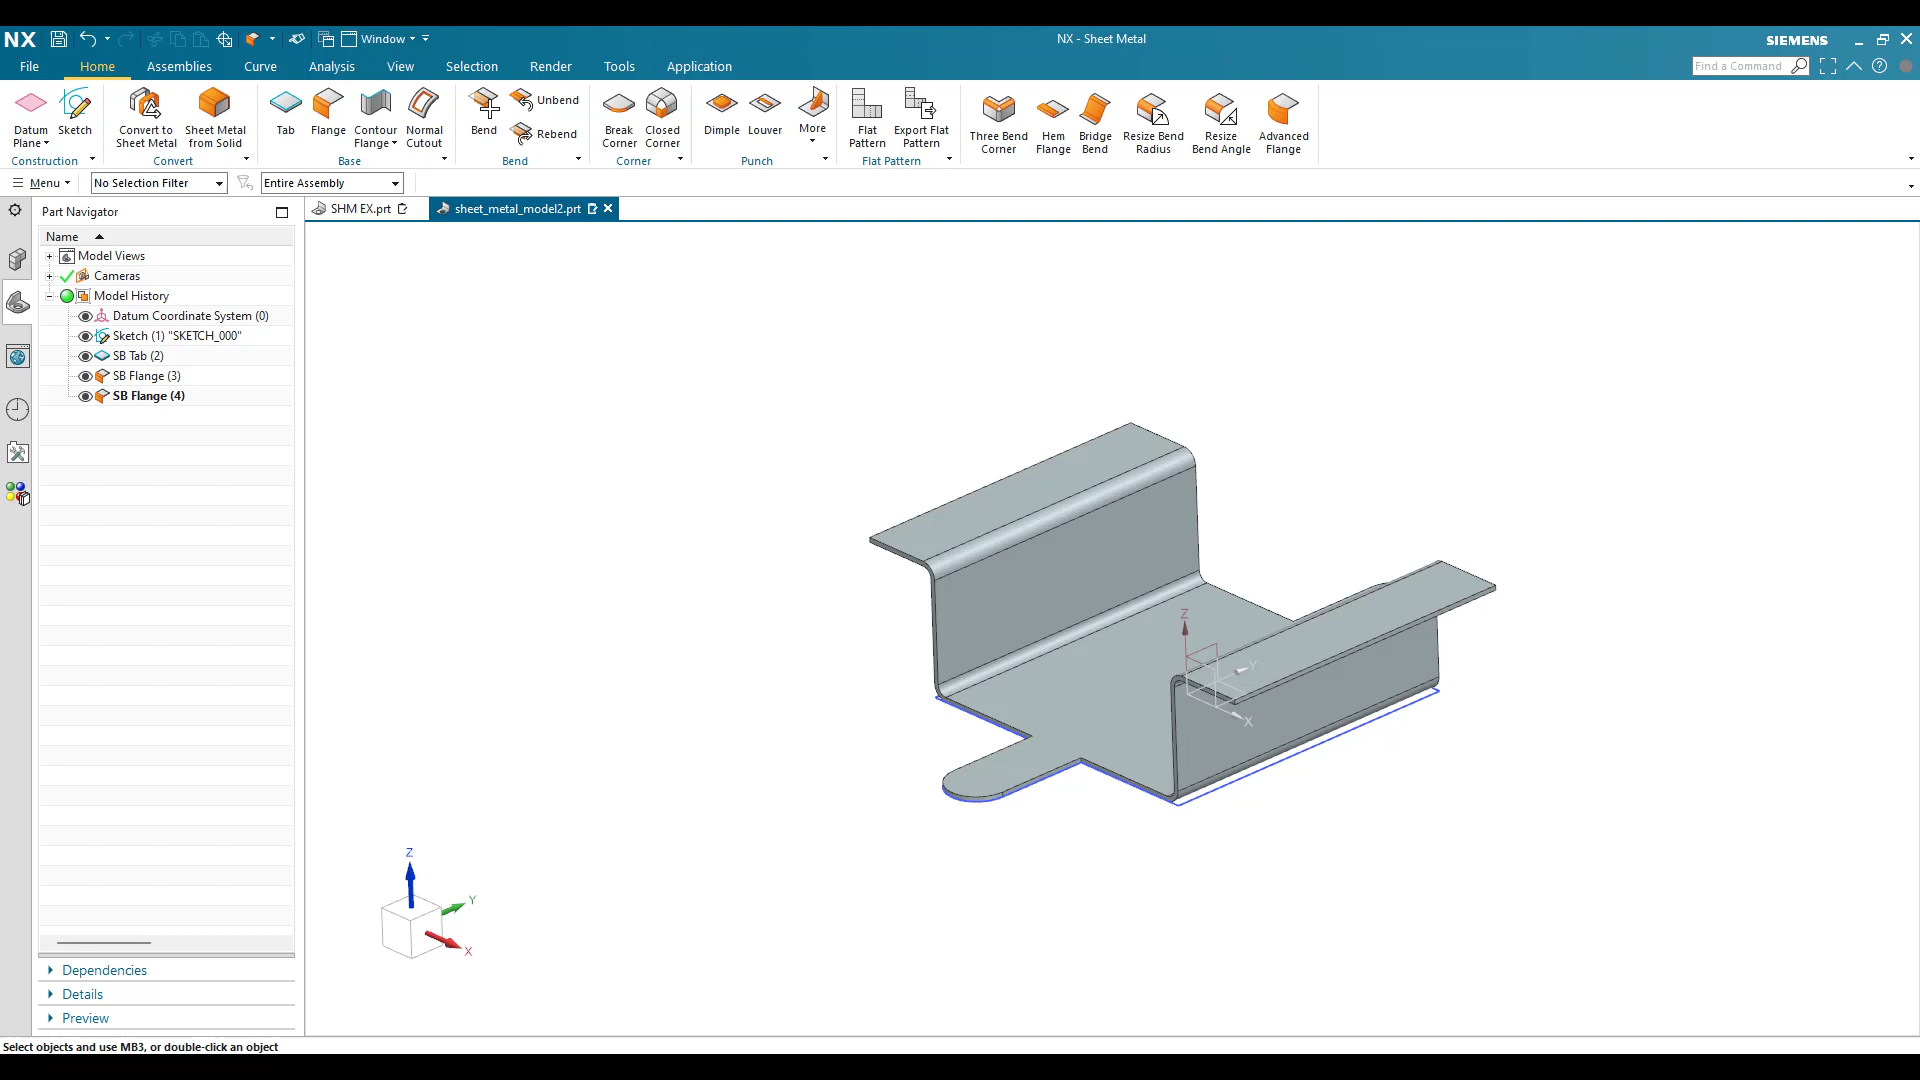 NX
Window
NX - Sheet Metal
SIEMENS
File
Home
Assemblies
Curve
Analysis
View
Selection
Render
Tools
Application
Find a Command
Datum
Plane
Sketch
Construction
Convert to
Sheet Metal
Sheet Metal
from Solid
Convert
Tab
Flange
Contour
Flange
Normal
Cutout
Base
Bend
Unbend
Rebend
Bend
Break
Corner
Closed
Corner
Corner
Dimple
Louver
More
Punch
Flat
Pattern
Export Flat
Pattern
Flat Pattern
Three Bend
Corner
Hem
Flange
Bridge
Bend
Resize Bend
Radius
Resize
Bend Angle
Advanced
Flange
Menu
No Selection Filter
Entire Assembly
Part Navigator
SHM EX.prt
sheet_metal_model2.prt
Name
Model Views
Cameras
Model History
Datum Coordinate System (0)
Sketch (1) "SKETCH_000"
SB Tab (2)
SB Flange (3)
SB Flange (4)
Z
Y
X
Z
Y
X
Dependencies
Details
Preview
Select objects and use MB3, or double-click an object